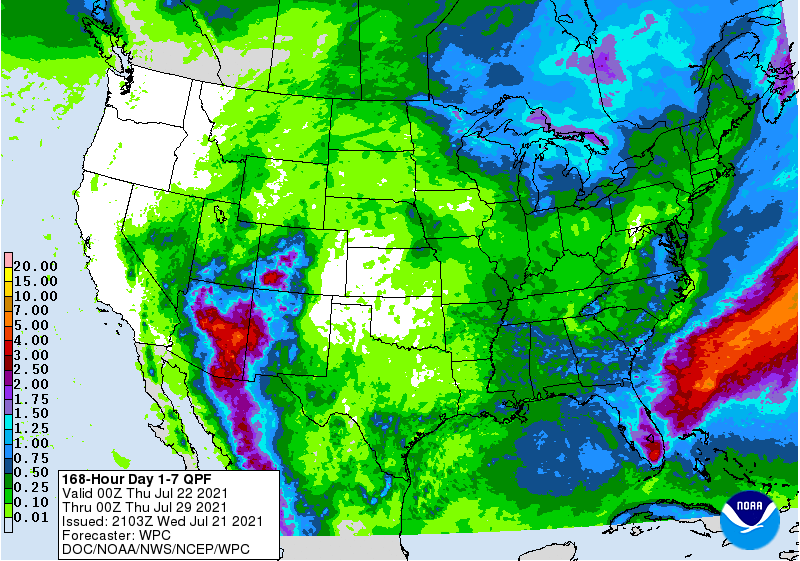 20.00
15.00
10.00
7.00
5.00
4.00
3.00
2.50
2.00
1.75
1.50
1.25
1.00
0.75
0.50
0.25
0.10
0.01
168-Hour Day 1-7 QPF
Valid 00Z Thu Jul 22 2021
Thru 00Z Thu Jul 29 2021
Issued: 2103Z Wed Jul 21 2021
Forecaster: WPC
DOC/NOAA/NWS/NCEP/WPC
NOAA